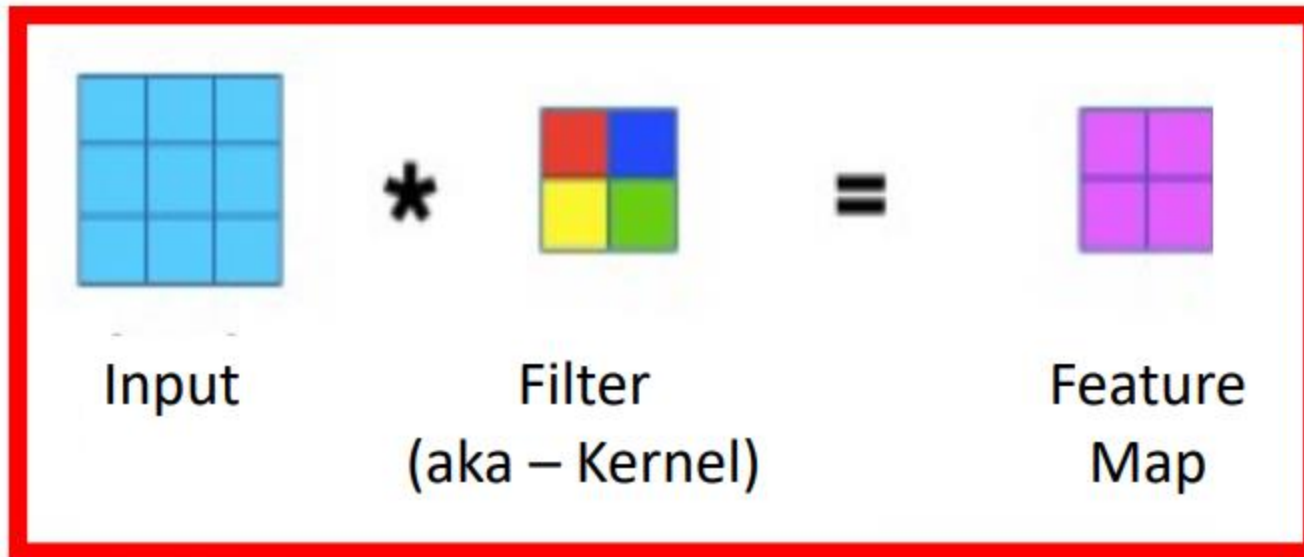 *
=
Input
Filter
(aka – Kernel)
Feature
Map